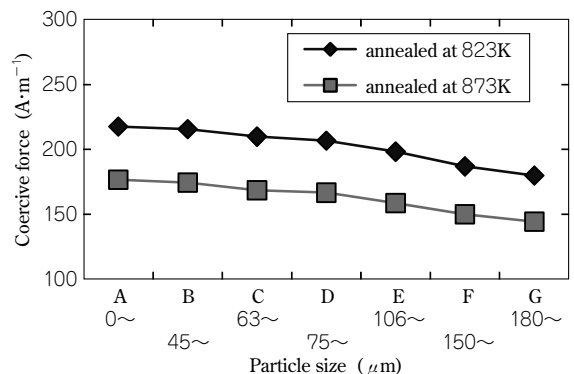 300
250
200
150
100
Coercive force (A·m⁻¹)
annealed at 823K
annealed at 873K
A B C D E F G
0～ 63～ 106～ 180～
45～ 75～ 150～
Particle size (μm)